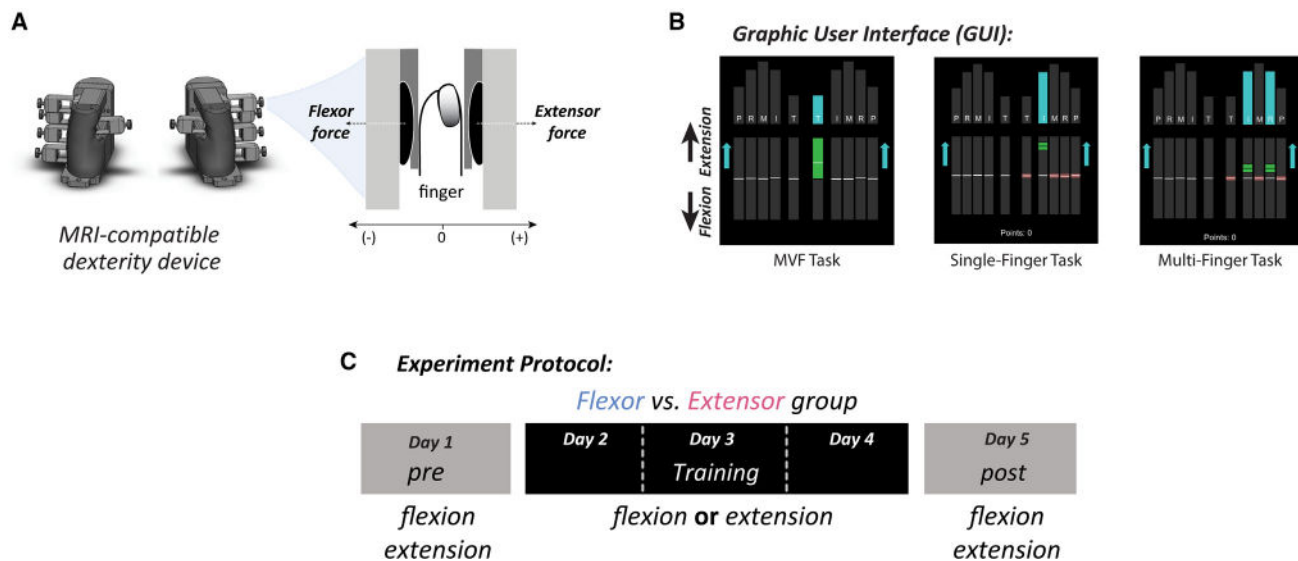 A
MRI-compatible
dexterity device
Flexor
force
Extensor
force
finger
(-)
0
(+)
B
Graphic User Interface (GUI):
Extension
Flexion
P R M I T T I M R P
MVF Task
P R M I T T I M R P
Points: 0
Single-Finger Task
P R M I T T I M R P
Points: 0
Multi-Finger Task
C
Experiment Protocol:
Flexor vs. Extensor group
Day 1
pre
Day 2
Day 3
Day 4
Training
Day 5
post
flexion
extension
flexion or extension
flexion
extension